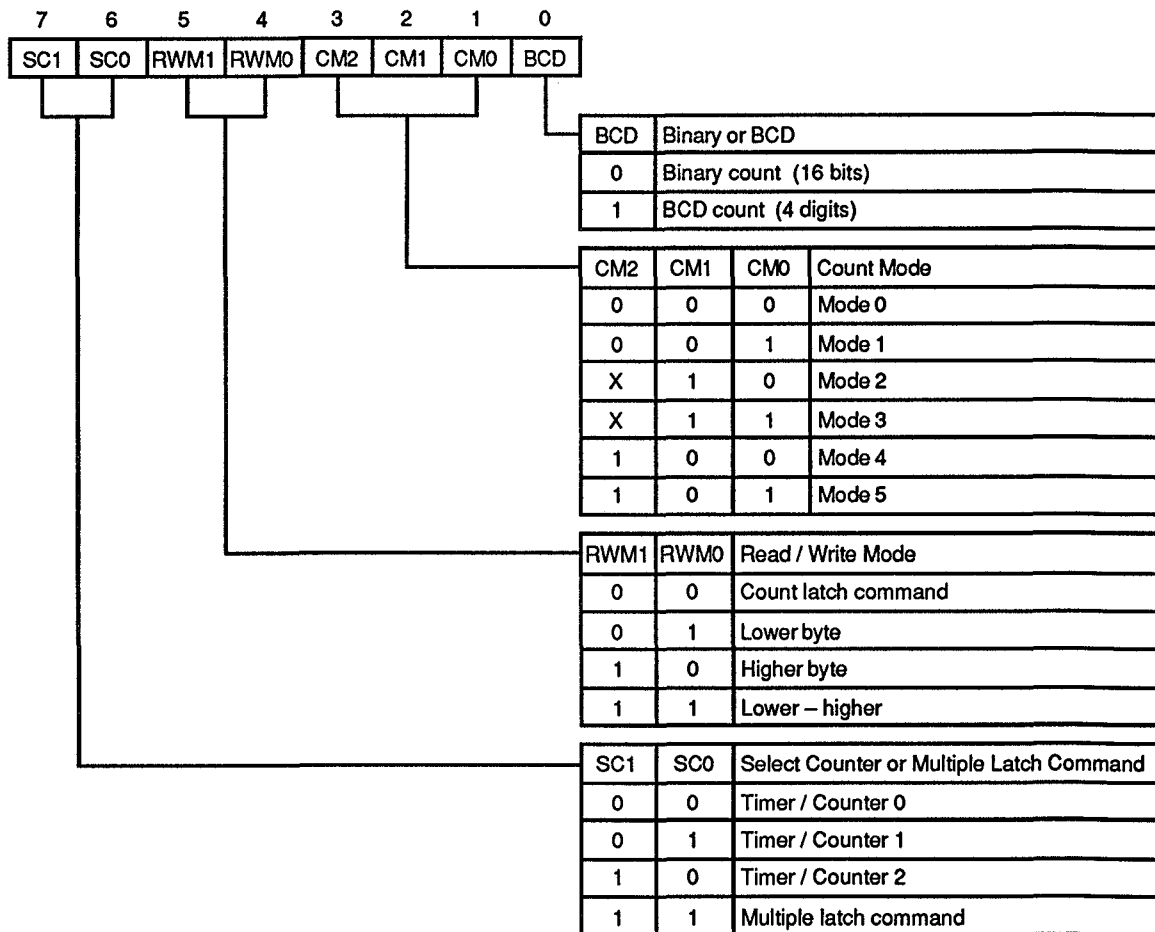 7 6 5 4 3 2 1 0
SC1 SC0 RWM1 RWM0 CM2 CM1 CM0 BCD
BCD Binary or BCD
0 Binary count (16 bits)
1 BCD count (4 digits)
CM2 CM1 CM0 Count Mode
0 0 0 Mode 0
0 0 1 Mode 1
X 1 0 Mode 2
X 1 1 Mode 3
1 0 0 Mode 4
1 0 1 Mode 5
RWM1 RWM0 Read / Write Mode
0 0 Count latch command
0 1 Lower byte
1 0 Higher byte
1 1 Lower – higher
SC1 SC0 Select Counter or Multiple Latch Command
0 0 Timer / Counter 0
0 1 Timer / Counter 1
1 0 Timer / Counter 2
1 1 Multiple latch command